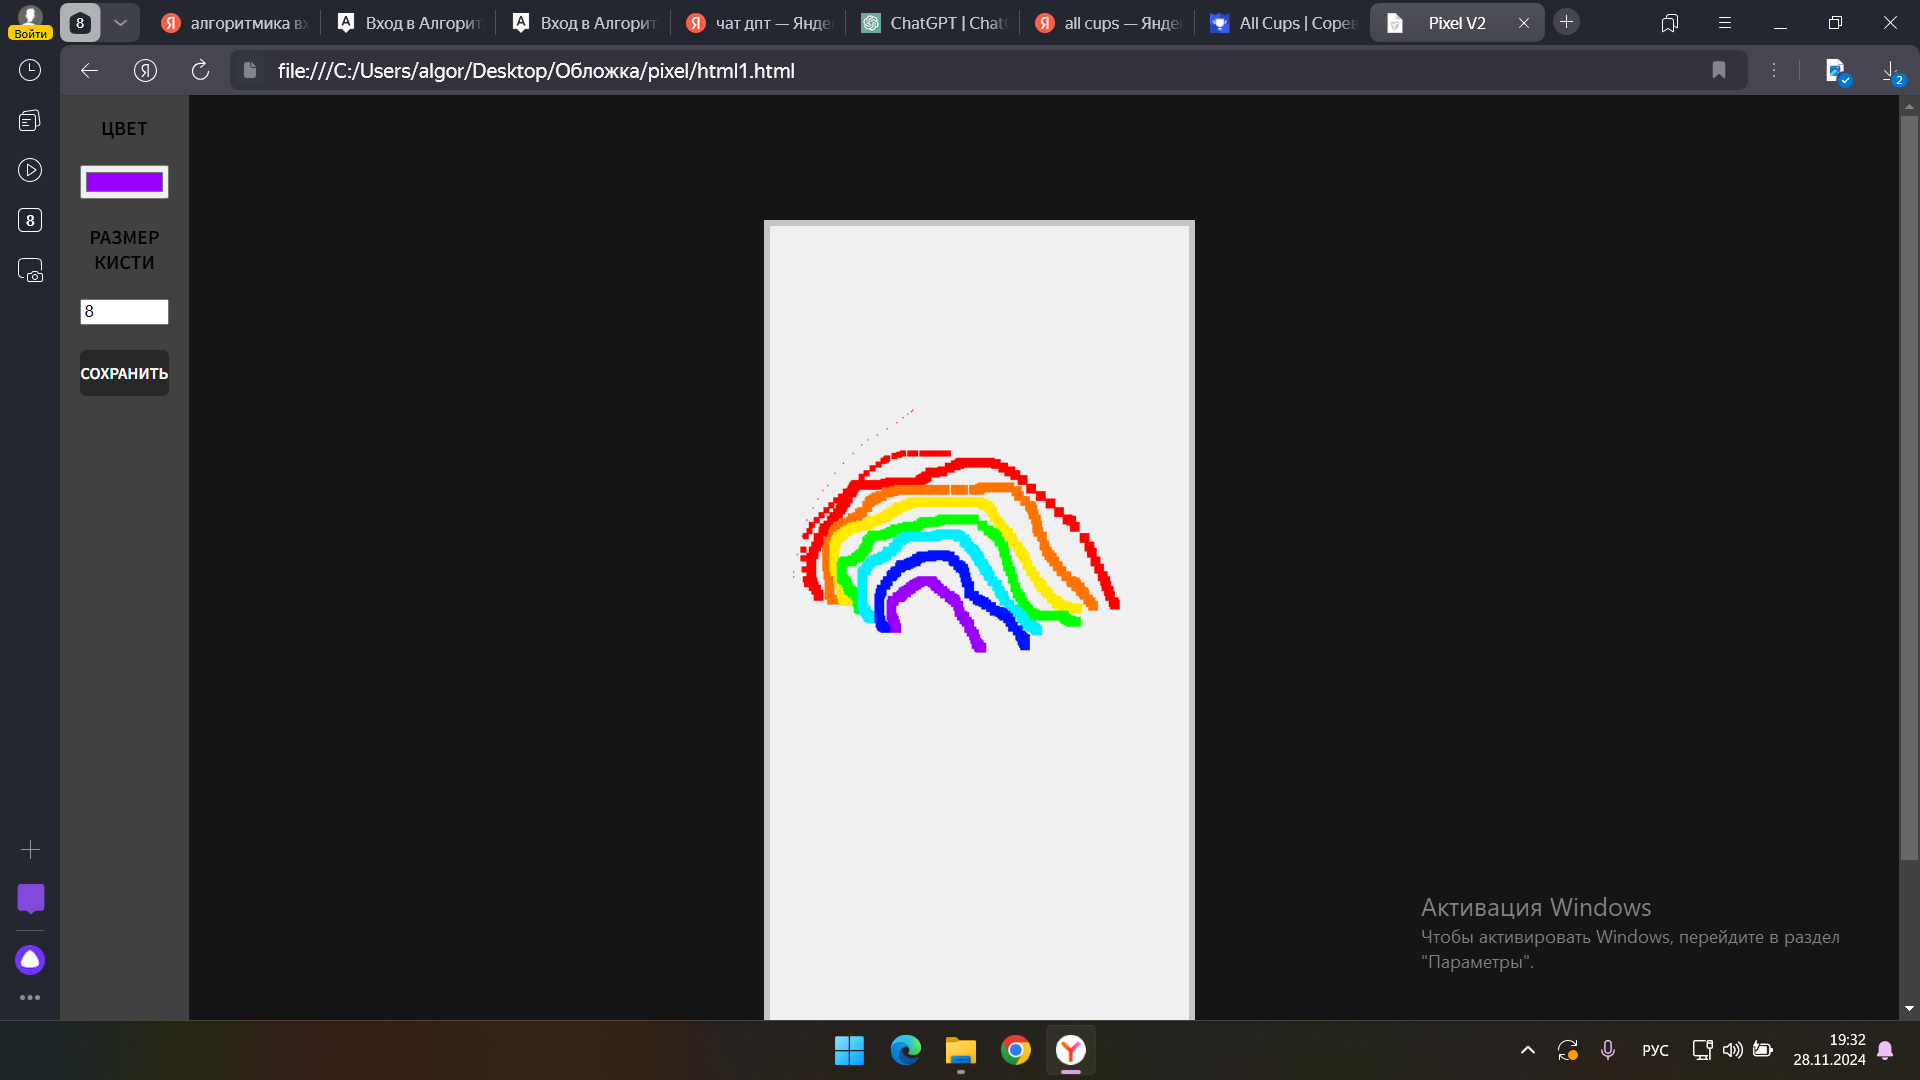 Войти
8
алгоритмика в
Вход в Алгорит
Вход в Алгорит
чат дпт — Янде
ChatGPT | Chat
all cups — Янде
All Cups | Сорев
Pixel V2
file:///C:/Users/algor/Desktop/Обложка/pixel/html1.html
2
8
ЦВЕТ
РАЗМЕР
КИСТИ
8
СОХРАНИТЬ
Активация Windows
Чтобы активировать Windows, перейдите в раздел
"Параметры".
РУС
19:32
28.11.2024